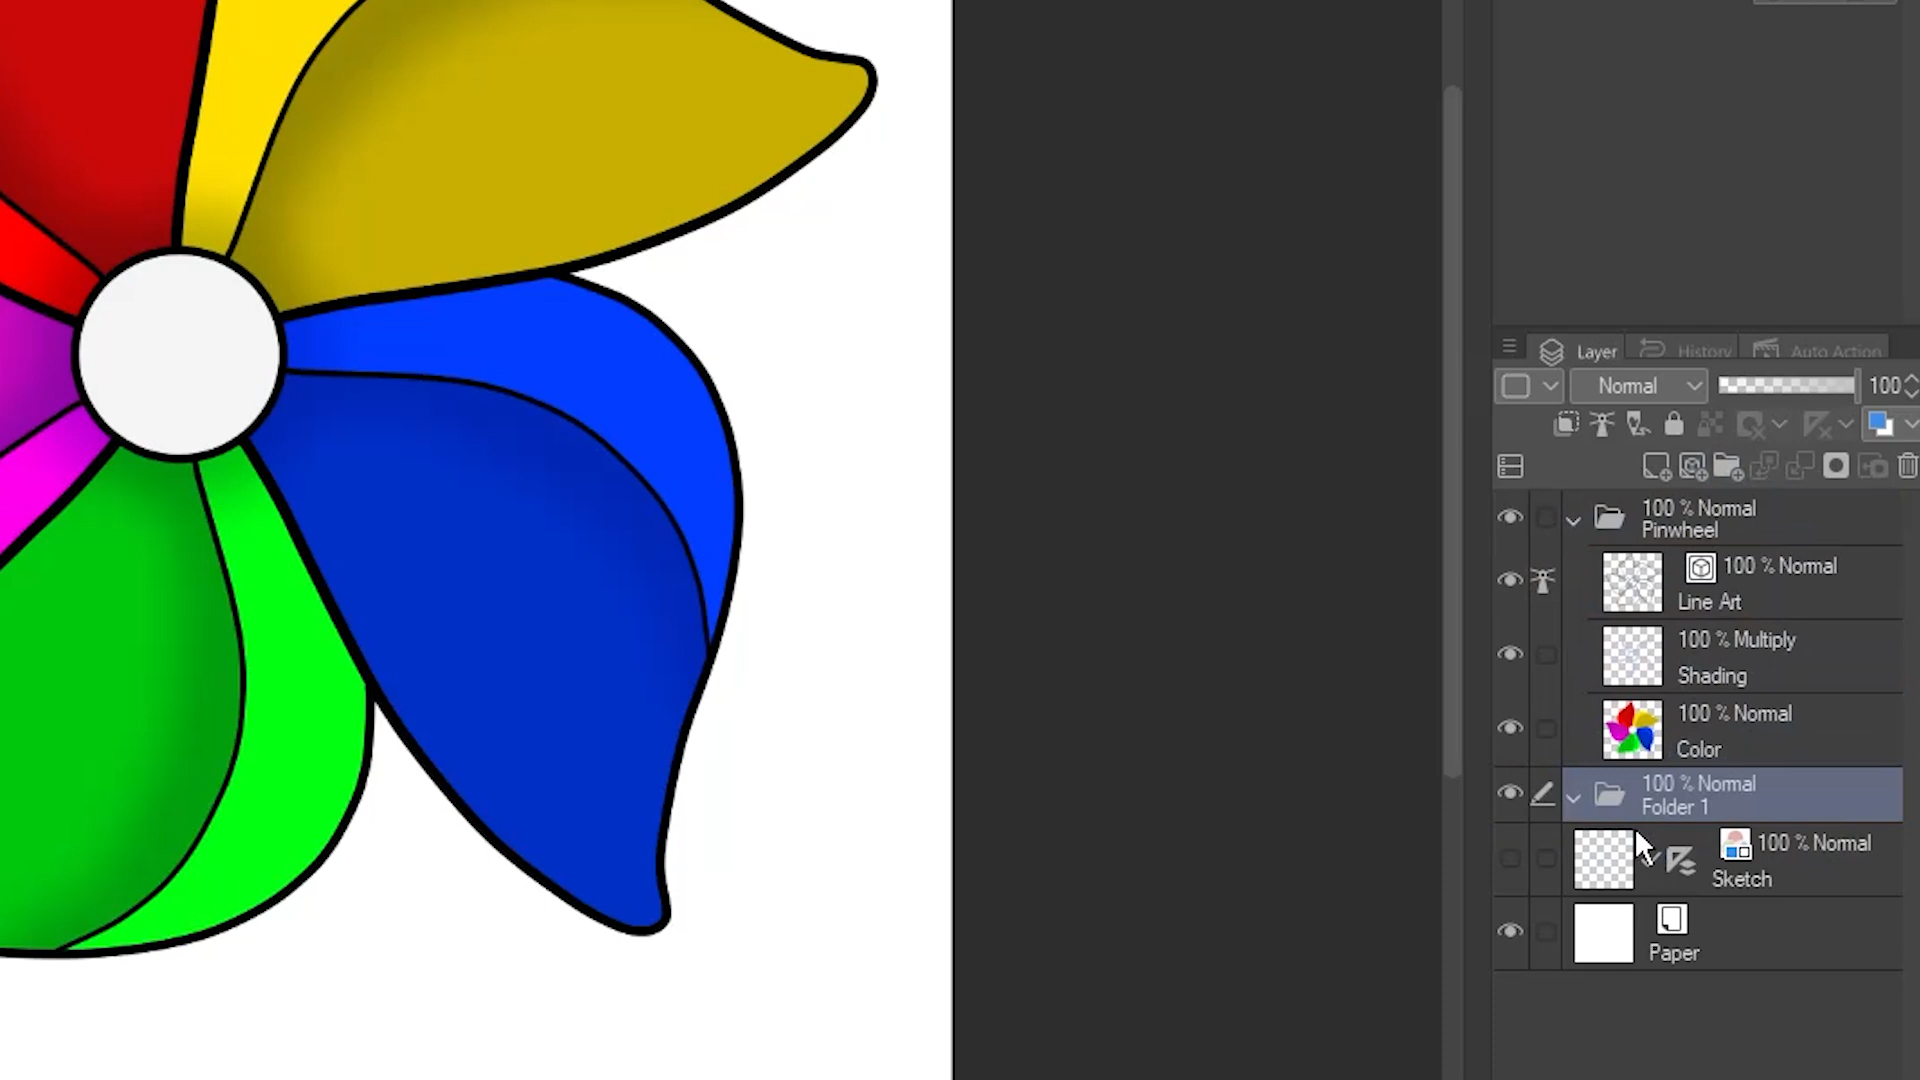 Layer History Auto Action
Normal 100
100 % Normal
Pinwheel
100 % Normal
Line Art
100 % Multiply
Shading
100 % Normal
Color
100 % Normal
Folder 1
100 % Normal
Sketch
Paper